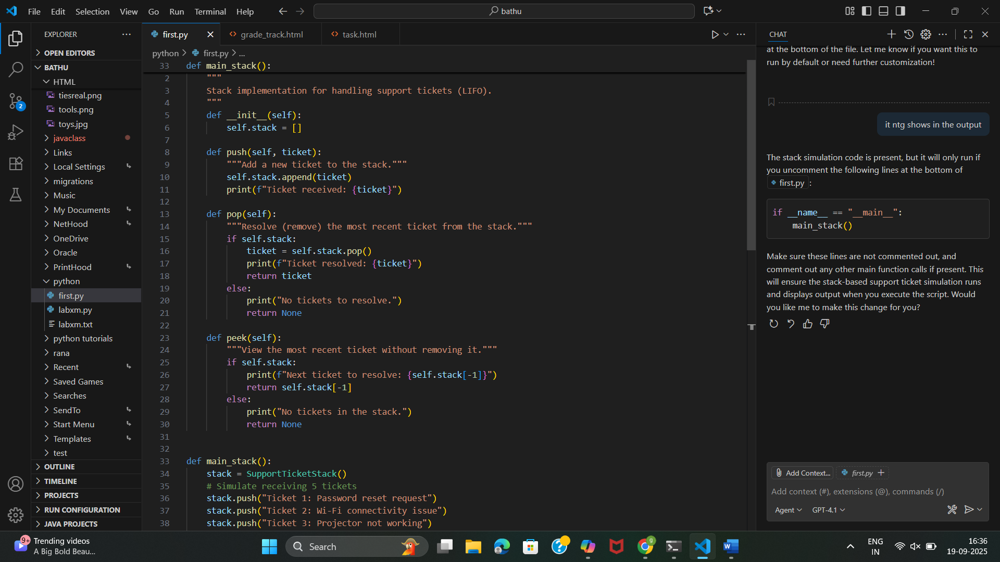 File Edit Selection View Go Run Terminal Help
bathu
EXPLORER
OPEN EDITORS
BATHU
HTML
tiesreal.png
tools.png
toys.jpg
javaclass
Links
Local Settings
migrations
Music
My Documents
NetHood
OneDrive
Oracle
PrintHood
python
first.py
labxm.py
labxm.txt
python tutorials
rana
Recent
Saved Games
Searches
SendTo
Start Menu
Templates
test
OUTLINE
TIMELINE
PROJECTS
RUN CONFIGURATION
JAVA PROJECTS
2
first.py
grade_track.html
task.html
python > first.py > ...
33 def main_stack():
2 """
3 Stack implementation for handling support tickets (LIFO).
4 """
5 def __init__(self):
6 self.stack = []
7
8 def push(self, ticket):
9 """Add a new ticket to the stack."""
10 self.stack.append(ticket)
11 print(f"Ticket received: {ticket}")
12
13 def pop(self):
14 """Resolve (remove) the most recent ticket from the stack."""
15 if self.stack:
16 ticket = self.stack.pop()
17 print(f"Ticket resolved: {ticket}")
18 return ticket
19 else:
20 print("No tickets to resolve.")
21 return None
22
23 def peek(self):
24 """View the most recent ticket without removing it."""
25 if self.stack:
26 print(f"Next ticket to resolve: {self.stack[-1]}")
27 return self.stack[-1]
28 else:
29 print("No tickets in the stack.")
30 return None
31
32
33 def main_stack():
34 stack = SupportTicketStack()
35 # Simulate receiving 5 tickets
36 stack.push("Ticket 1: Password reset request")
37 stack.push("Ticket 2: Wi-Fi connectivity issue")
38 stack.push("Ticket 3: Projector not working")
CHAT
at the bottom of the file. Let me know if you want this to
run by default or need further customization!
it ntg shows in the output
The stack simulation code is present, but it will only run if
you uncomment the following lines at the bottom of
first.py :
if __name__ == "__main__":
main_stack()
Make sure these lines are not commented out, and
comment out any other main function calls if present. This
will ensure the stack-based support ticket simulation runs
and displays output when you execute the script. Would
you like me to make this change for you?
Add Context...
first.py
Add context (#), extensions (@), commands (/)
Agent
GPT-4.1
9+
Trending videos
A Big Bold Beau...
Search
9
ENG
IN
16:36
19-09-2025